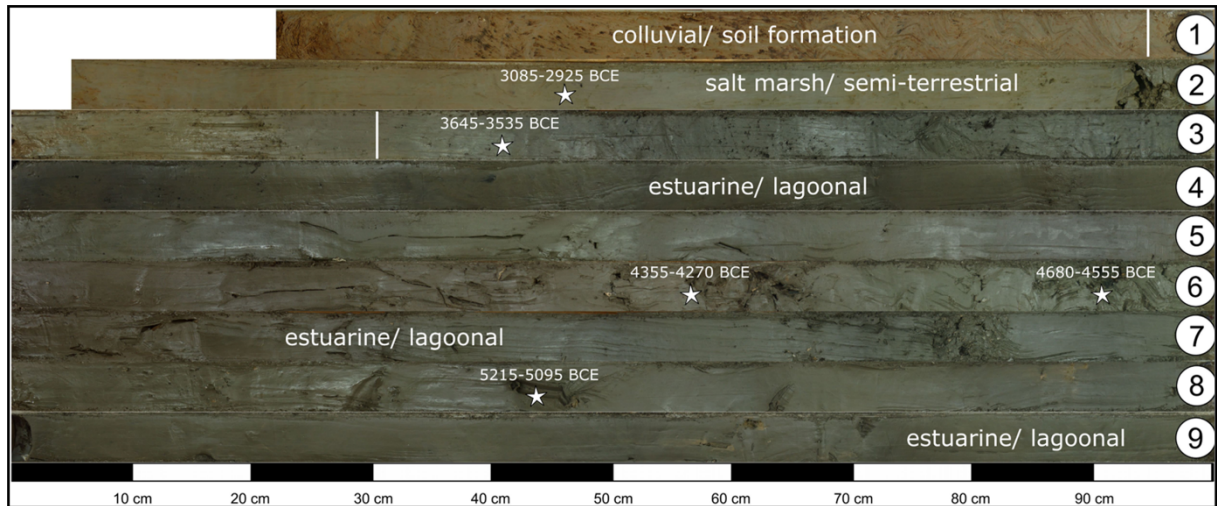 colluvial/ soil formation
1
3085-2925 BCE
salt marsh/ semi-terrestrial
2
3645-3535 BCE
3
estuarine/ lagoonal
4
5
4355-4270 BCE
4680-4555 BCE
6
estuarine/ lagoonal
7
5215-5095 BCE
8
estuarine/ lagoonal
9
10 cm 20 cm 30 cm 40 cm 50 cm 60 cm 70 cm 80 cm 90 cm